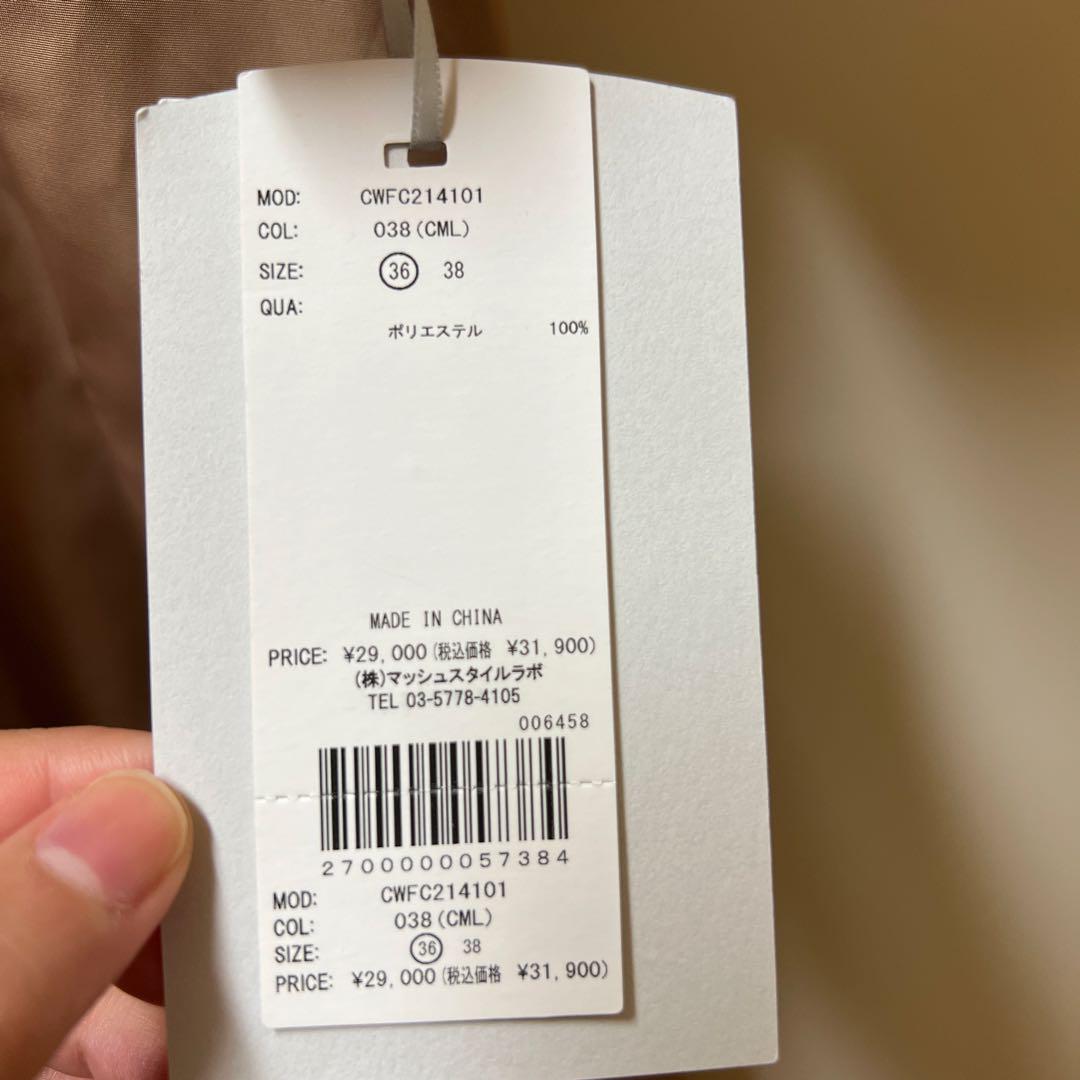 MOD: CWFC214101
COL: 038(CML)
SIZE: 36 38
QUA:
ポリエステル 100%
MADE IN CHINA
PRICE: ¥29,000(税込価格 ¥31,900)
(株)マッシュスタイルラボ
TEL 03-5778-4105
006458
2700000057384
MOD: CWFC214101
COL: 038(CML)
SIZE: 36 38
PRICE: ¥29,000(税込価格 ¥31,900)